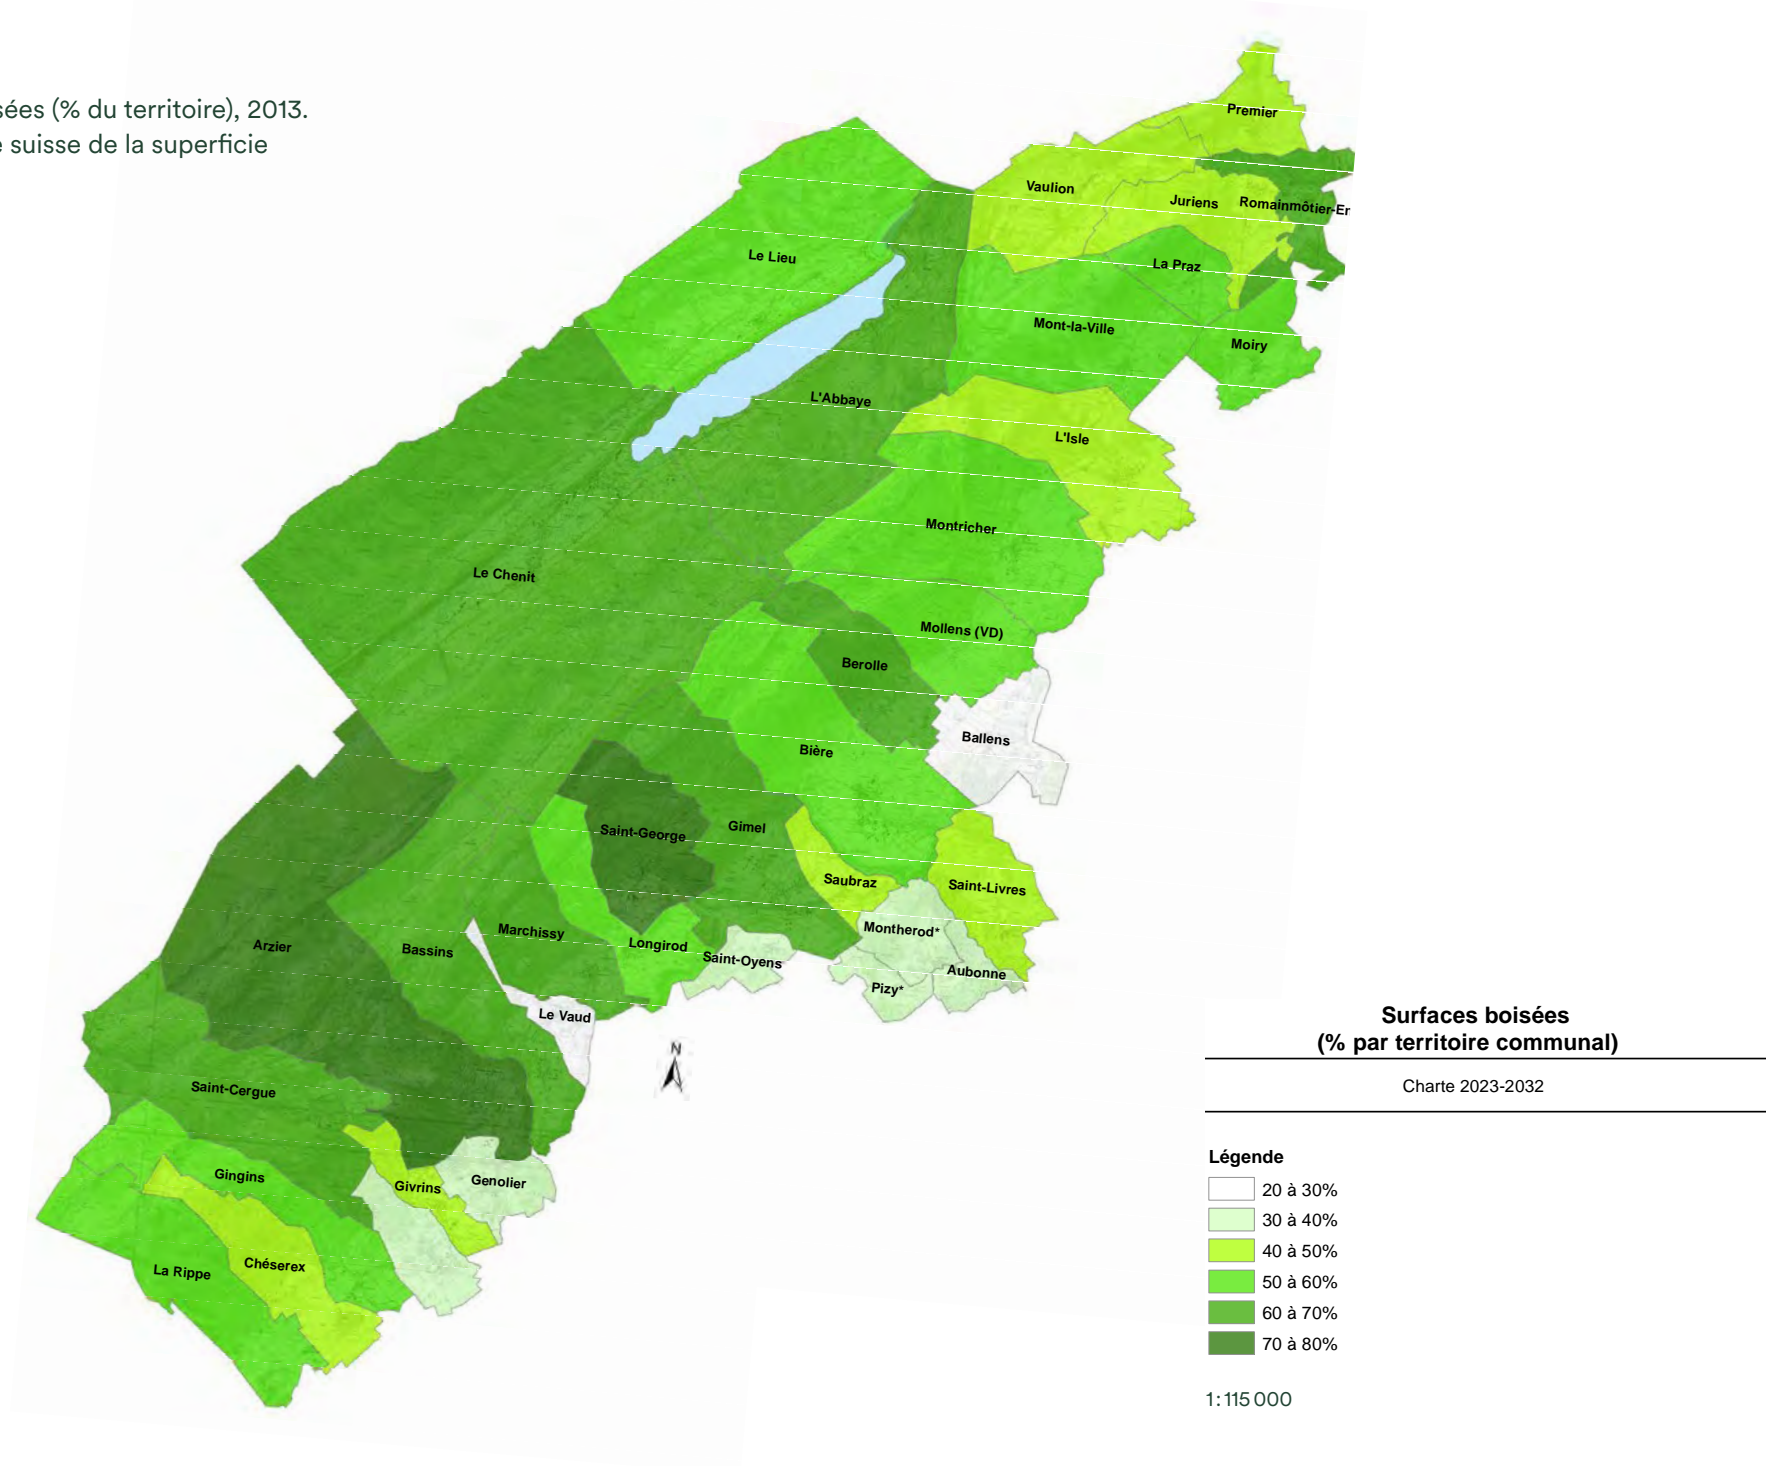 sées (% du territoire), 2013.
e suisse de la superficie
Premier
Vaulion
Juriens
Romainmôtier-Er
La Praz
Le Lieu
Mont-la-Ville
Moiry
L'Abbaye
L'Isle
Montricher
Le Chenit
Mollens (VD)
Berolle
Ballens
Bière
Saint-George
Gimel
Saubraz
Saint-Livres
Montherod*
Marchissy
Longirod
Saint-Oyens
Arzier
Bassins
Aubonne
Pizy*
Le Vaud
N
Saint-Cergue
Gingins
Givrins
Genolier
Chéserex
La Rippe
Surfaces boisées
(% par territoire communal)
Charte 2023-2032
Légende
20 à 30%
30 à 40%
40 à 50%
50 à 60%
60 à 70%
70 à 80%
1:115 000